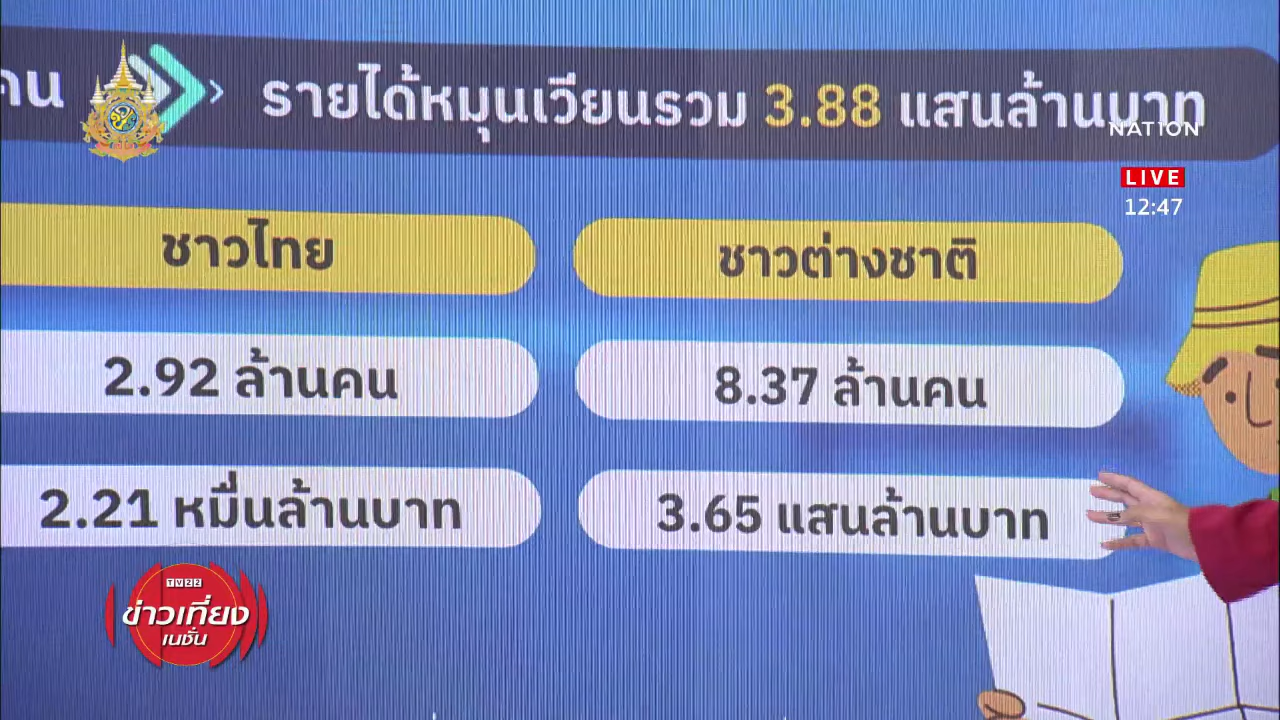 คน รายได้หมุนเวียนรวม 3.88 แสนล้านบาท
NATION
LIVE
12:47
ชาวไทย ชาวต่างชาติ
2.92 ล้านคน 8.37 ล้านคน
2.21 หมื่นล้านบาท 3.65 แสนล้านบาท
TV22
ข่าวเที่ยง
เนชั่น